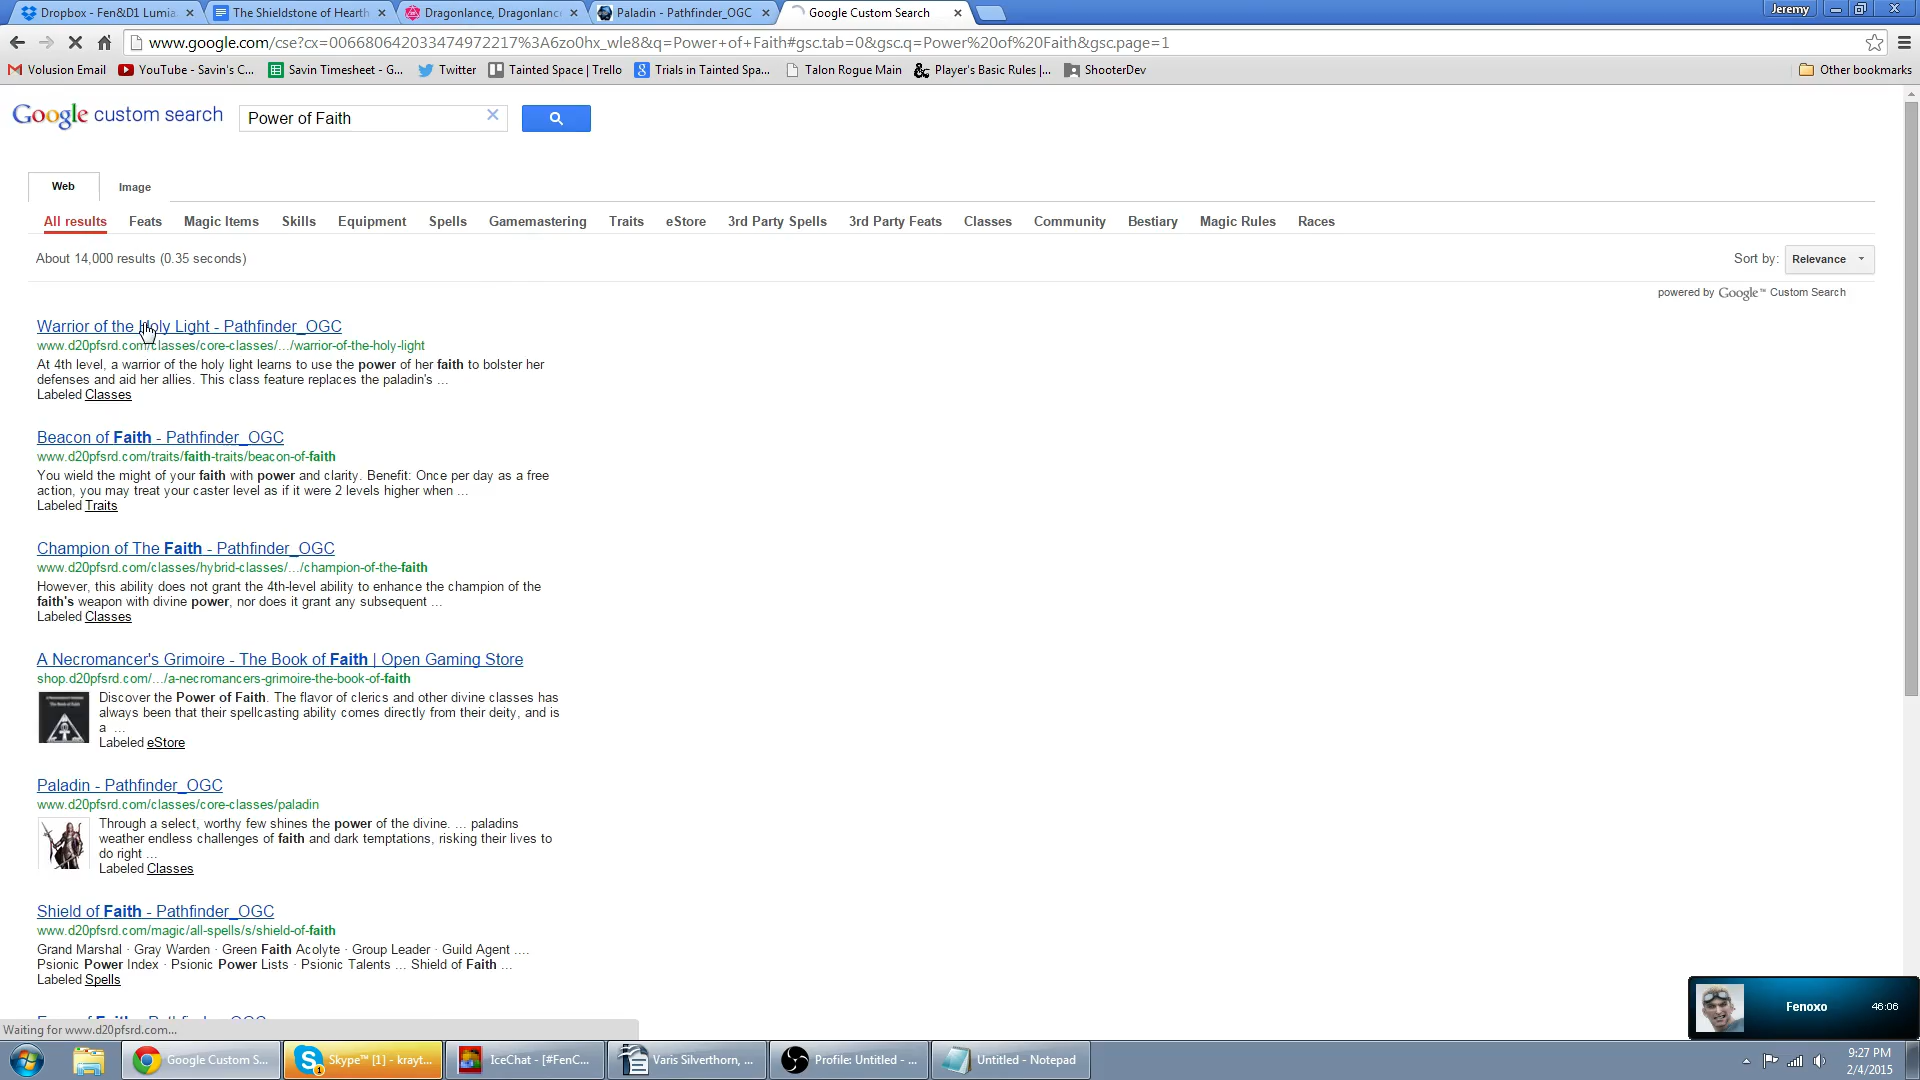 Dropbox - Fen&D1 Lumia
The Shieldstone of Hearth
Dragonlance, Dragonlanc
Paladin - Pathfinder_OGC
Google Custom Search
Jeremy
www.google.com/cse?cx=006680642033474972217%3A6zo0hx_wle8&q=Power+of+Faith#gsc.tab=0&gsc.q=Power%20of%20Faith&gsc.page=1
Volusion Email
YouTube - Savin's C...
Savin Timesheet - G...
Twitter
Tainted Space | Trello
Trials in Tainted Spa...
Talon Rogue Main
Player's Basic Rules |...
ShooterDev
Other bookmarks
Google custom search
Power of Faith
Web
Image
All results
Feats
Magic Items
Skills
Equipment
Spells
Gamemastering
Traits
eStore
3rd Party Spells
3rd Party Feats
Classes
Community
Bestiary
Magic Rules
Races
About 14,000 results (0.35 seconds)
Sort by:
Relevance
powered by Google™ Custom Search
Warrior of the Holy Light - Pathfinder_OGC
www.d20pfsrd.com/classes/core-classes/.../warrior-of-the-holy-light
At 4th level, a warrior of the holy light learns to use the power of her faith to bolster her
defenses and aid her allies. This class feature replaces the paladin's ...
Labeled Classes
Beacon of Faith - Pathfinder_OGC
www.d20pfsrd.com/traits/faith-traits/beacon-of-faith
You wield the might of your faith with power and clarity. Benefit: Once per day as a free
action, you may treat your caster level as if it were 2 levels higher when ...
Labeled Traits
Champion of The Faith - Pathfinder_OGC
www.d20pfsrd.com/classes/hybrid-classes/.../champion-of-the-faith
However, this ability does not grant the 4th-level ability to enhance the champion of the
faith's weapon with divine power, nor does it grant any subsequent ...
Labeled Classes
A Necromancer's Grimoire - The Book of Faith | Open Gaming Store
shop.d20pfsrd.com/.../a-necromancers-grimoire-the-book-of-faith
Discover the Power of Faith. The flavor of clerics and other divine classes has
always been that their spellcasting ability comes directly from their deity, and is
a ...
Labeled eStore
Paladin - Pathfinder_OGC
www.d20pfsrd.com/classes/core-classes/paladin
Through a select, worthy few shines the power of the divine. ... paladins
weather endless challenges of faith and dark temptations, risking their lives to
do right ...
Labeled Classes
Shield of Faith - Pathfinder_OGC
www.d20pfsrd.com/magic/all-spells/s/shield-of-faith
Grand Marshal · Gray Warden · Green Faith Acolyte · Group Leader · Guild Agent ....
Psionic Power Index · Psionic Power Lists · Psionic Talents ... Shield of Faith ...
Labeled Spells
Fenoxo
46:06
Waiting for www.d20pfsrd.com...
Google Custom S...
Skype™ [1] - krayt...
IceChat - [#FenC...
Varis Silverthorn, ...
Profile: Untitled - ...
Untitled - Notepad
9:27 PM
2/4/2015